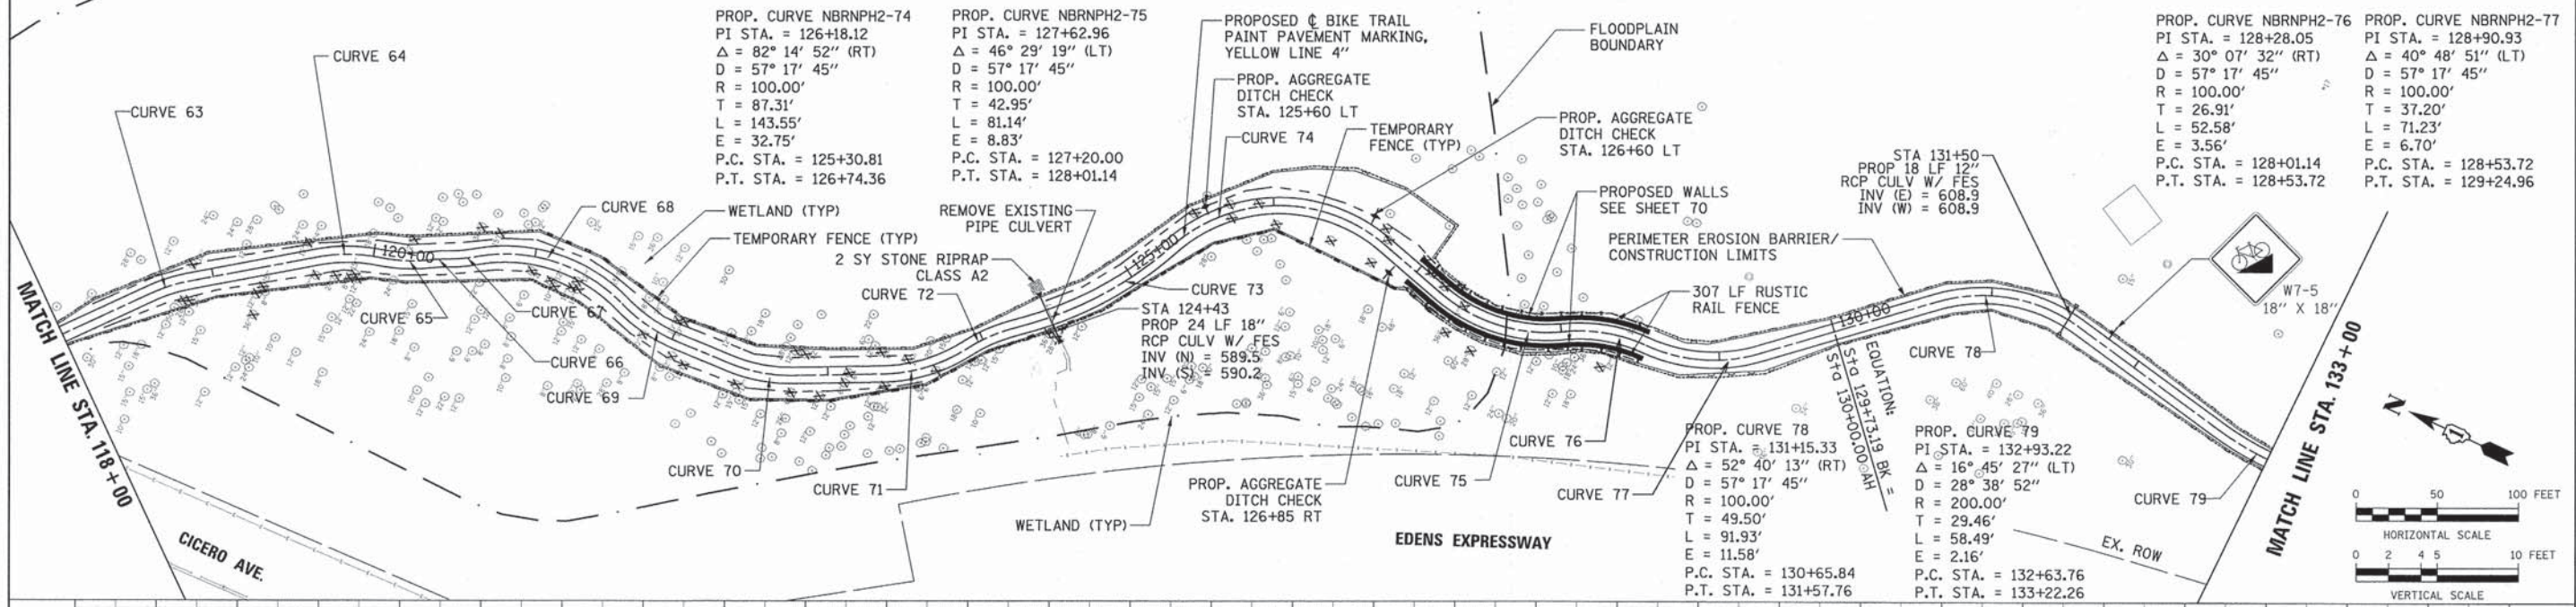 PROP. CURVE NBRNPH2-74
PI STA. = 126+18.12
Δ = 82° 14' 52" (RT)
D = 57° 17' 45"
R = 100.00'
T = 87.31'
L = 143.55'
E = 32.75'
P.C. STA. = 125+30.81
P.T. STA. = 126+74.36
PROP. CURVE NBRNPH2-75
PI STA. = 127+62.96
Δ = 46° 29' 19" (LT)
D = 57° 17' 45"
R = 100.00'
T = 42.95'
L = 81.14'
E = 8.83'
P.C. STA. = 127+20.00
P.T. STA. = 128+01.14
PROPOSED ℄ BIKE TRAIL
PAINT PAVEMENT MARKING,
YELLOW LINE 4"
PROP. AGGREGATE
DITCH CHECK
STA. 125+60 LT
CURVE 74
TEMPORARY
FENCE (TYP)
FLOODPLAIN
BOUNDARY
PROP. AGGREGATE
DITCH CHECK
STA. 126+60 LT
PROPOSED WALLS
SEE SHEET 70
PERIMETER EROSION BARRIER/
CONSTRUCTION LIMITS
307 LF RUSTIC
RAIL FENCE
STA 131+50
PROP 18 LF 12"
RCP CULV W/ FES
INV (E) = 608.9
INV (W) = 608.9
PROP. CURVE NBRNPH2-76
PI STA. = 128+28.05
Δ = 30° 07' 32" (RT)
D = 57° 17' 45"
R = 100.00'
T = 26.91'
L = 52.58'
E = 3.56'
P.C. STA. = 128+01.14
P.T. STA. = 128+53.72
PROP. CURVE NBRNPH2-77
PI STA. = 128+90.93
Δ = 40° 48' 51" (LT)
D = 57° 17' 45"
R = 100.00'
T = 37.20'
L = 71.23'
E = 6.70'
P.C. STA. = 128+53.72
P.T. STA. = 129+24.96
W7-5
18" X 18"
CURVE 63
CURVE 64
120+00
CURVE 65
CURVE 66
CURVE 67
CURVE 68
CURVE 69
WETLAND (TYP)
TEMPORARY FENCE (TYP)
2 SY STONE RIPRAP
CLASS A2
REMOVE EXISTING
PIPE CULVERT
CURVE 70
CURVE 71
CURVE 72
CURVE 73
125+00
STA 124+43
PROP 24 LF 18"
RCP CULV W/ FES
INV (N) = 589.5
INV (S) = 590.2
WETLAND (TYP)
PROP. AGGREGATE
DITCH CHECK
STA. 126+85 RT
CURVE 75
CURVE 76
CURVE 77
130+00
EQUATION:
Sta 129+73.19 BK =
Sta 130+00.00 AH
CURVE 78
CURVE 79
PROP. CURVE 78
PI STA. = 131+15.33
Δ = 52° 40' 13" (RT)
D = 57° 17' 45"
R = 100.00'
T = 49.50'
L = 91.93'
E = 11.58'
P.C. STA. = 130+65.84
P.T. STA. = 131+57.76
PROP. CURVE 79
PI STA. = 132+93.22
Δ = 16° 45' 27" (LT)
D = 28° 38' 52"
R = 200.00'
T = 29.46'
L = 58.49'
E = 2.16'
P.C. STA. = 132+63.76
P.T. STA. = 133+22.26
EX. ROW
MATCH LINE STA. 118+00
CICERO AVE.
EDENS EXPRESSWAY
MATCH LINE STA. 133+00
N
1
0 50 100 FEET
HORIZONTAL SCALE
0 2 4 5 10 FEET
VERTICAL SCALE